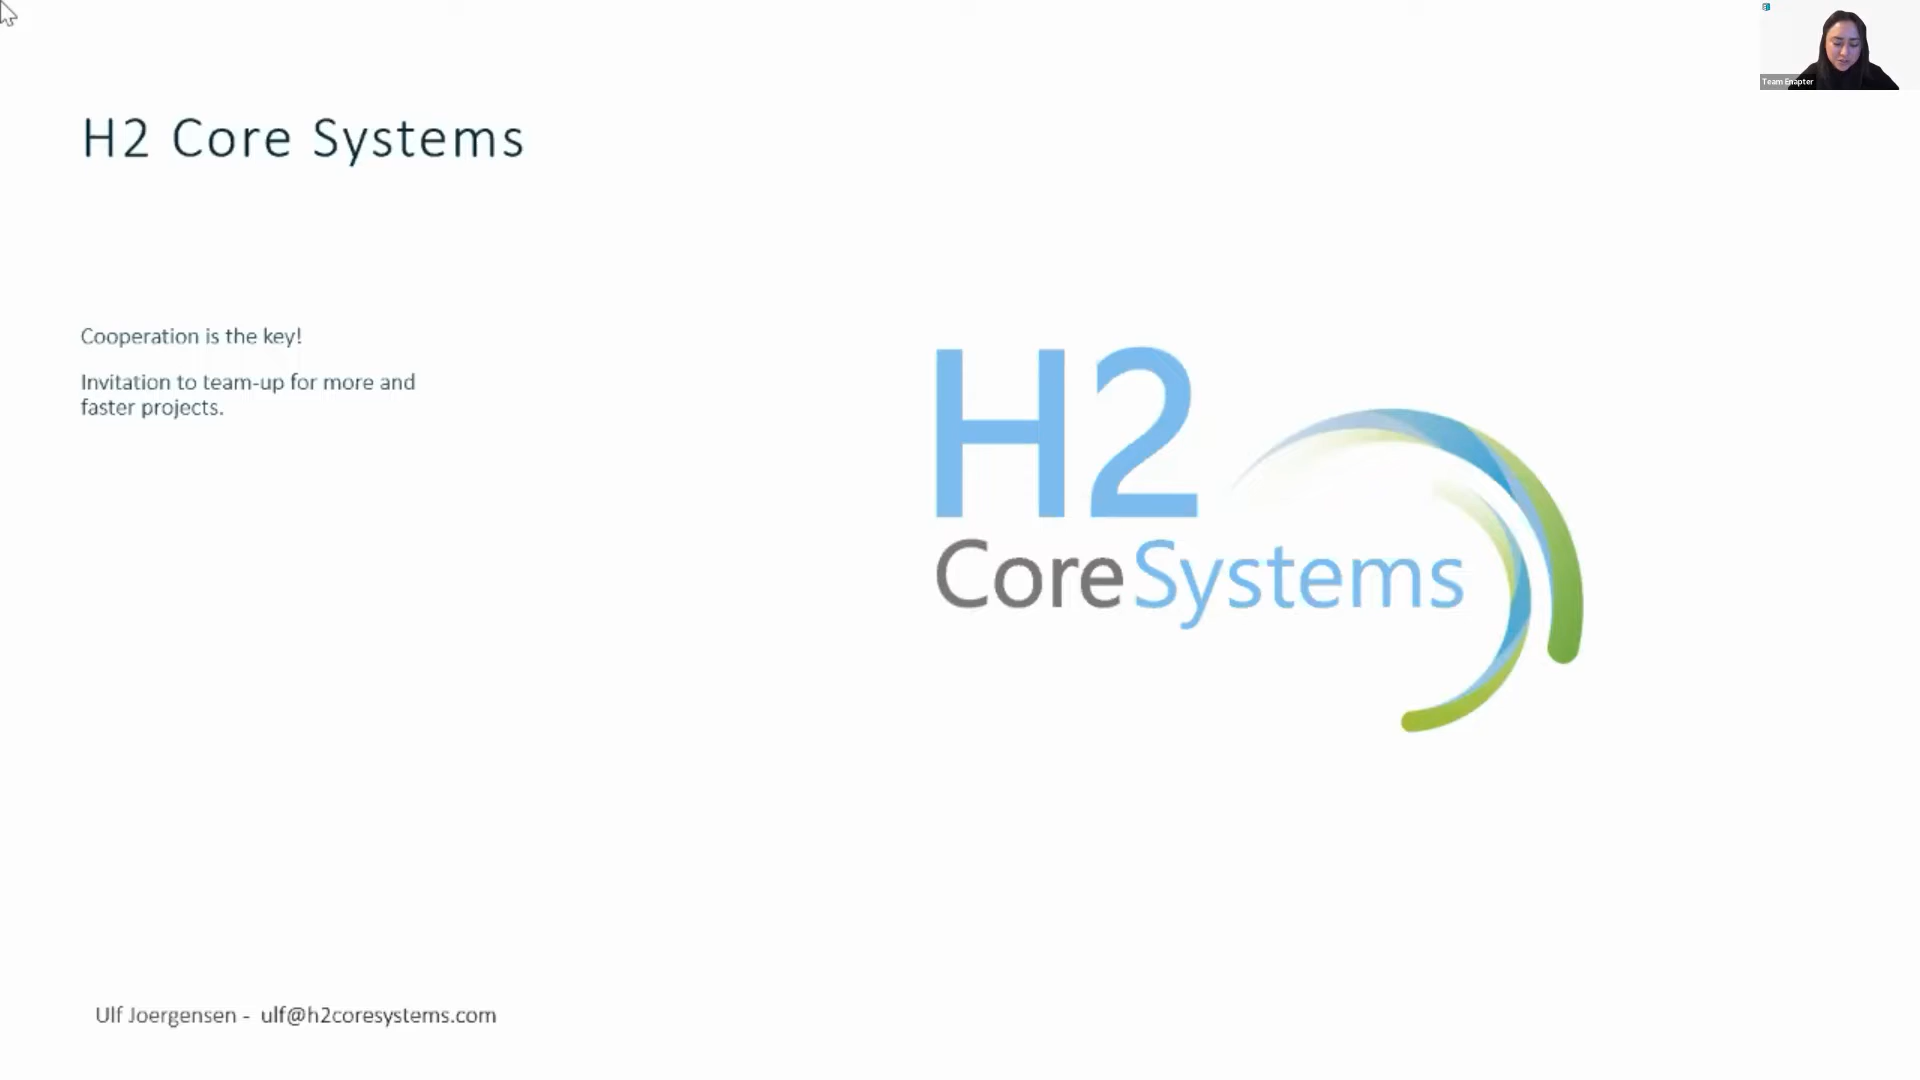 Team Enapter
H2 Core Systems
Cooperation is the key!
Invitation to team-up for more and
faster projects.
H2
CoreSystems
Ulf Joergensen - ulf@h2coresystems.com